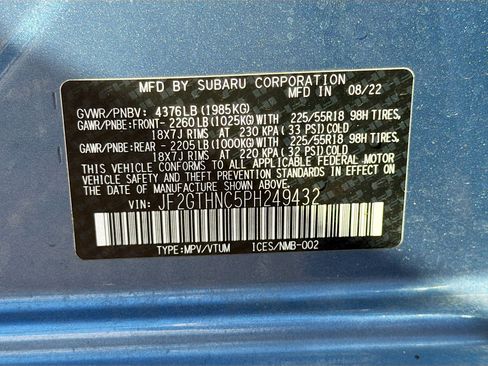 MFD BY SUBARU CORPORATION
MFD IN 08/22
GVWR/PNBV: 4376LB (1985KG)
GAWR/PNBE:FRONT- 2260LB (1025KG) WITH 225/55R18 98H TIRES,
18X7J RIMS AT 230 KPA (33 PSI) COLD
GAWR/PNBE:REAR - 2205LB (1000KG) WITH 225/55R18 98H TIRES,
18X7J RIMS AT 220 KPA (32 PSI) COLD
THIS VEHICLE CONFORMS TO ALL APPLICABLE FEDERAL MOTOR
VEHICLE SAFETY AND THEFT PREVENTION STANDARDS IN EFFECT
ON THE DATE OF MANUFACTURE SHOWN ABOVE.
VIN: JF2GTHNC5PH249432
TYPE:MPV/VTUM ICES/NMB-002